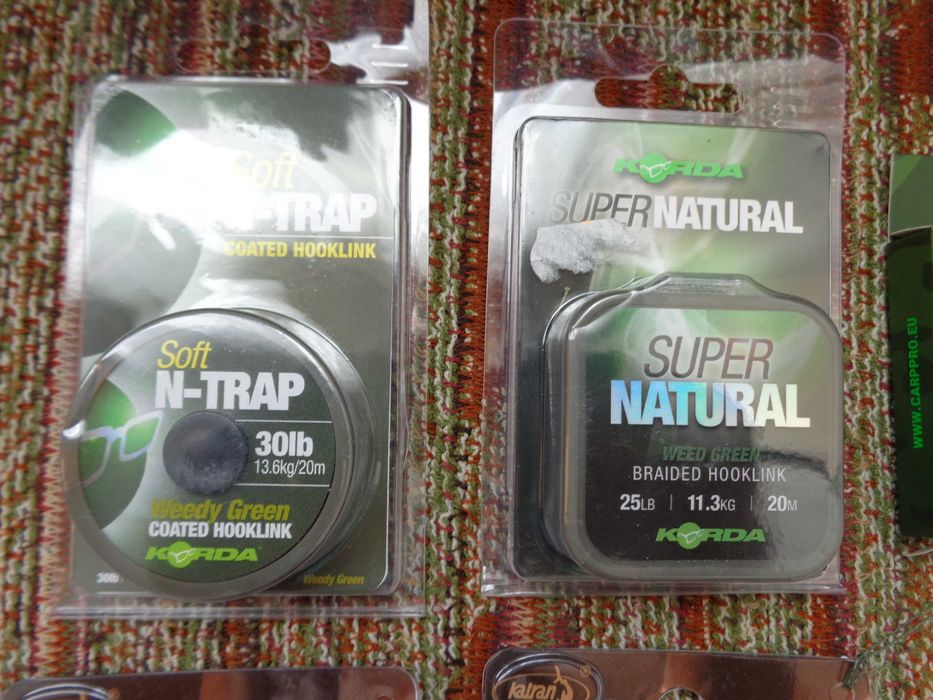 Soft
N-TRAP
COATED HOOKLINK
Soft
N-TRAP
30lb
13.6kg/20m
Weedy Green
COATED HOOKLINK
KORDA
30lb
Weedy Green
KORDA
SUPER NATURAL
SUPER
NATURAL
WEED GREEN
BRAIDED HOOKLINK
25LB | 11.3KG | 20M
KORDA
WWW.CARPPRO.EU
katran ®